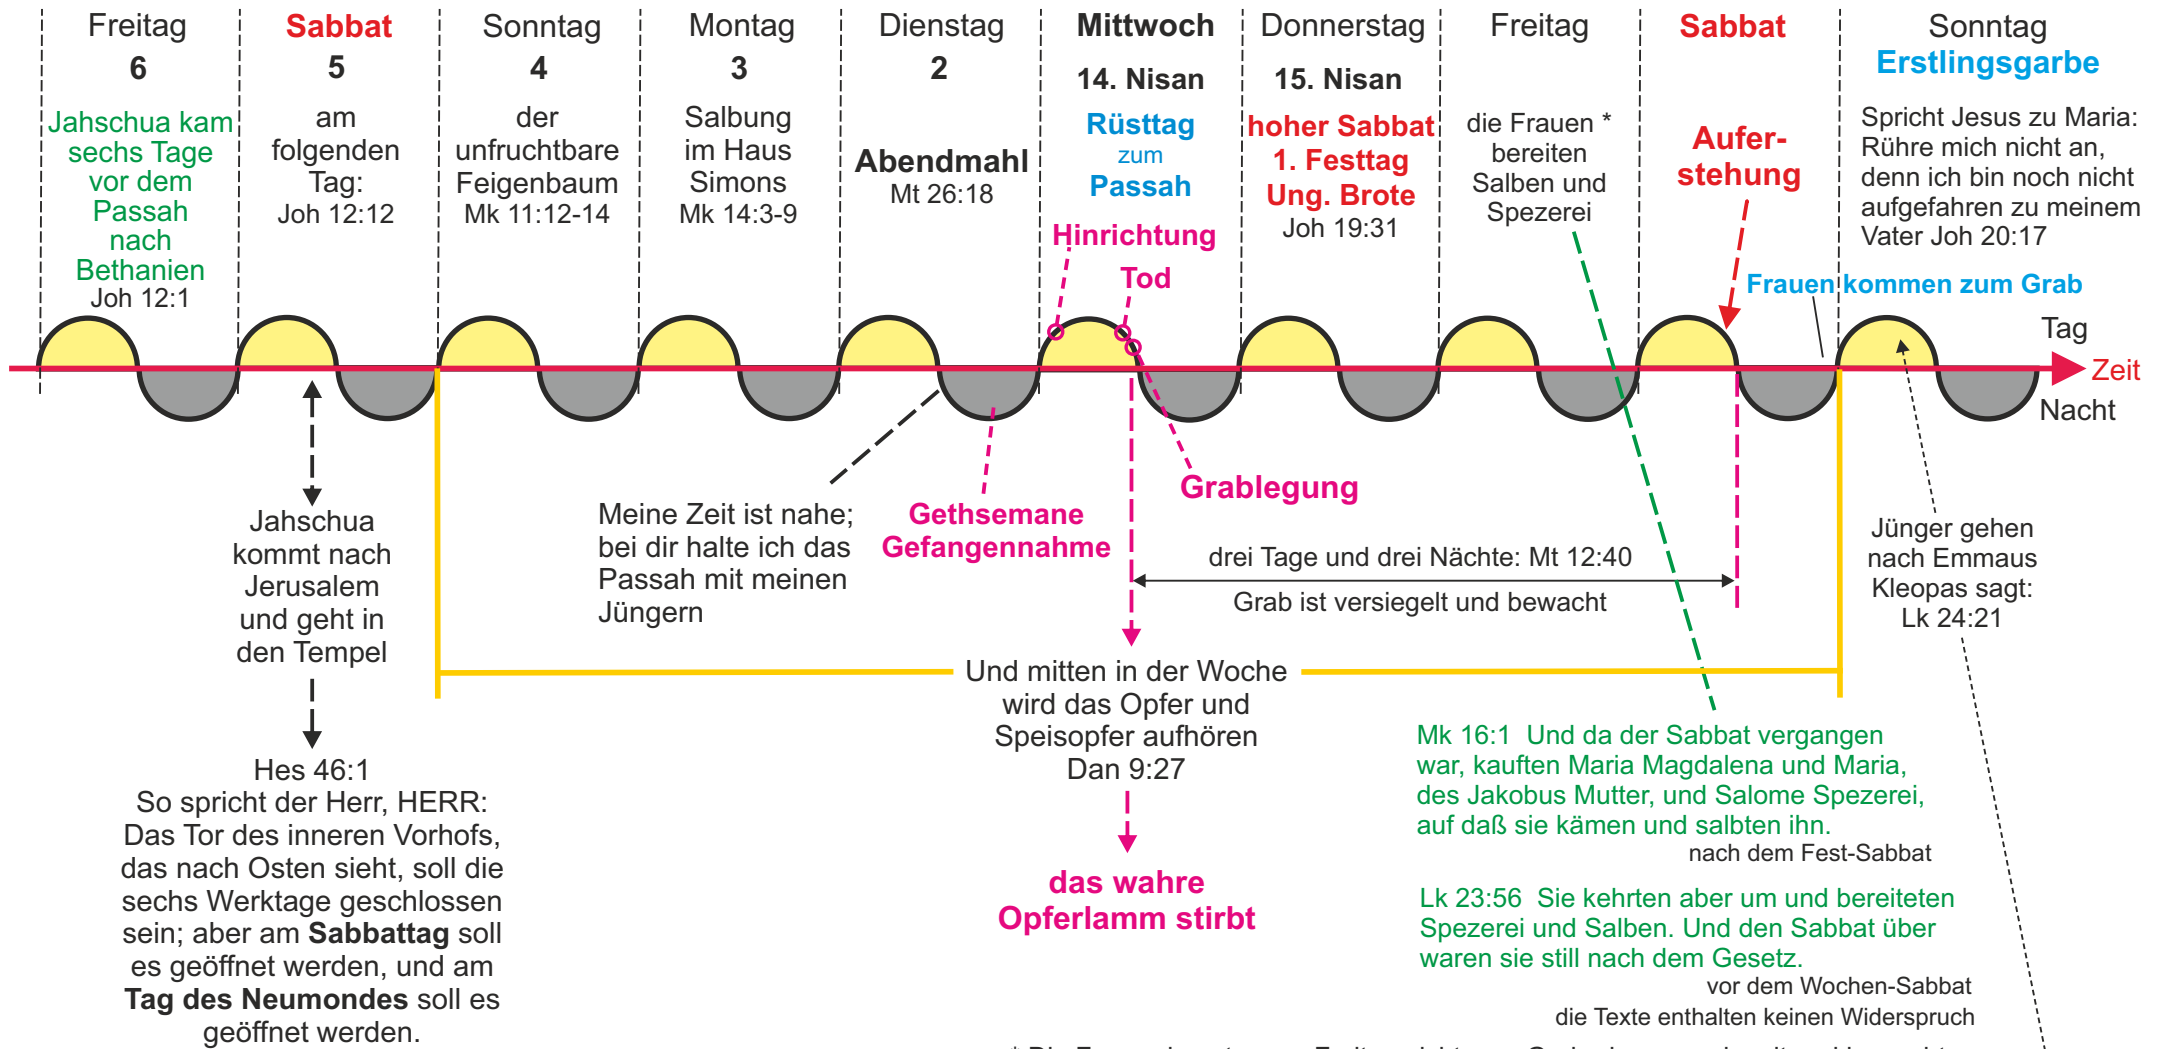 Freitag
6
Jahschua kam
sechs Tage
vor dem
Passah
nach
Bethanien
Joh 12:1
Sabbat
5
am
folgenden
Tag:
Joh 12:12
Sonntag
4
der
unfruchtbare
Feigenbaum
Mk 11:12-14
Montag
3
Salbung
im Haus
Simons
Mk 14:3-9
Dienstag
2
Abendmahl
Mt 26:18
Mittwoch
14. Nisan
Rüsttag
zum
Passah
Hinrichtung
Tod
Donnerstag
15. Nisan
hoher Sabbat
1. Festtag
Ung. Brote
Joh 19:31
Freitag
die Frauen *
bereiten
Salben und
Spezerei
Sabbat
Aufer-
stehung
Sonntag
Erstlingsgarbe
Spricht Jesus zu Maria:
Rühre mich nicht an,
denn ich bin noch nicht
aufgefahren zu meinem
Vater Joh 20:17
Frauen kommen zum Grab
Tag
Zeit
Nacht
Jahschua
kommt nach
Jerusalem
und geht in
den Tempel
Hes 46:1
So spricht der Herr, HERR:
Das Tor des inneren Vorhofs,
das nach Osten sieht, soll die
sechs Werktage geschlossen
sein; aber am Sabbattag soll
es geöffnet werden, und am
Tag des Neumondes soll es
geöffnet werden.
Meine Zeit ist nahe;
bei dir halte ich das
Passah mit meinen
Jüngern
Gethsemane
Gefangennahme
Grablegung
drei Tage und drei Nächte: Mt 12:40
Grab ist versiegelt und bewacht
Und mitten in der Woche
wird das Opfer und
Speisopfer aufhören
Dan 9:27
das wahre
Opferlamm stirbt
Jünger gehen
nach Emmaus
Kleopas sagt:
Lk 24:21
Mk 16:1 Und da der Sabbat vergangen
war, kauften Maria Magdalena und Maria,
des Jakobus Mutter, und Salome Spezerei,
auf daß sie kämen und salbten ihn.
nach dem Fest-Sabbat
Lk 23:56 Sie kehrten aber um und bereiteten
Spezerei und Salben. Und den Sabbat über
waren sie still nach dem Gesetz.
vor dem Wochen-Sabbat
die Texte enthalten keinen Widerspruch